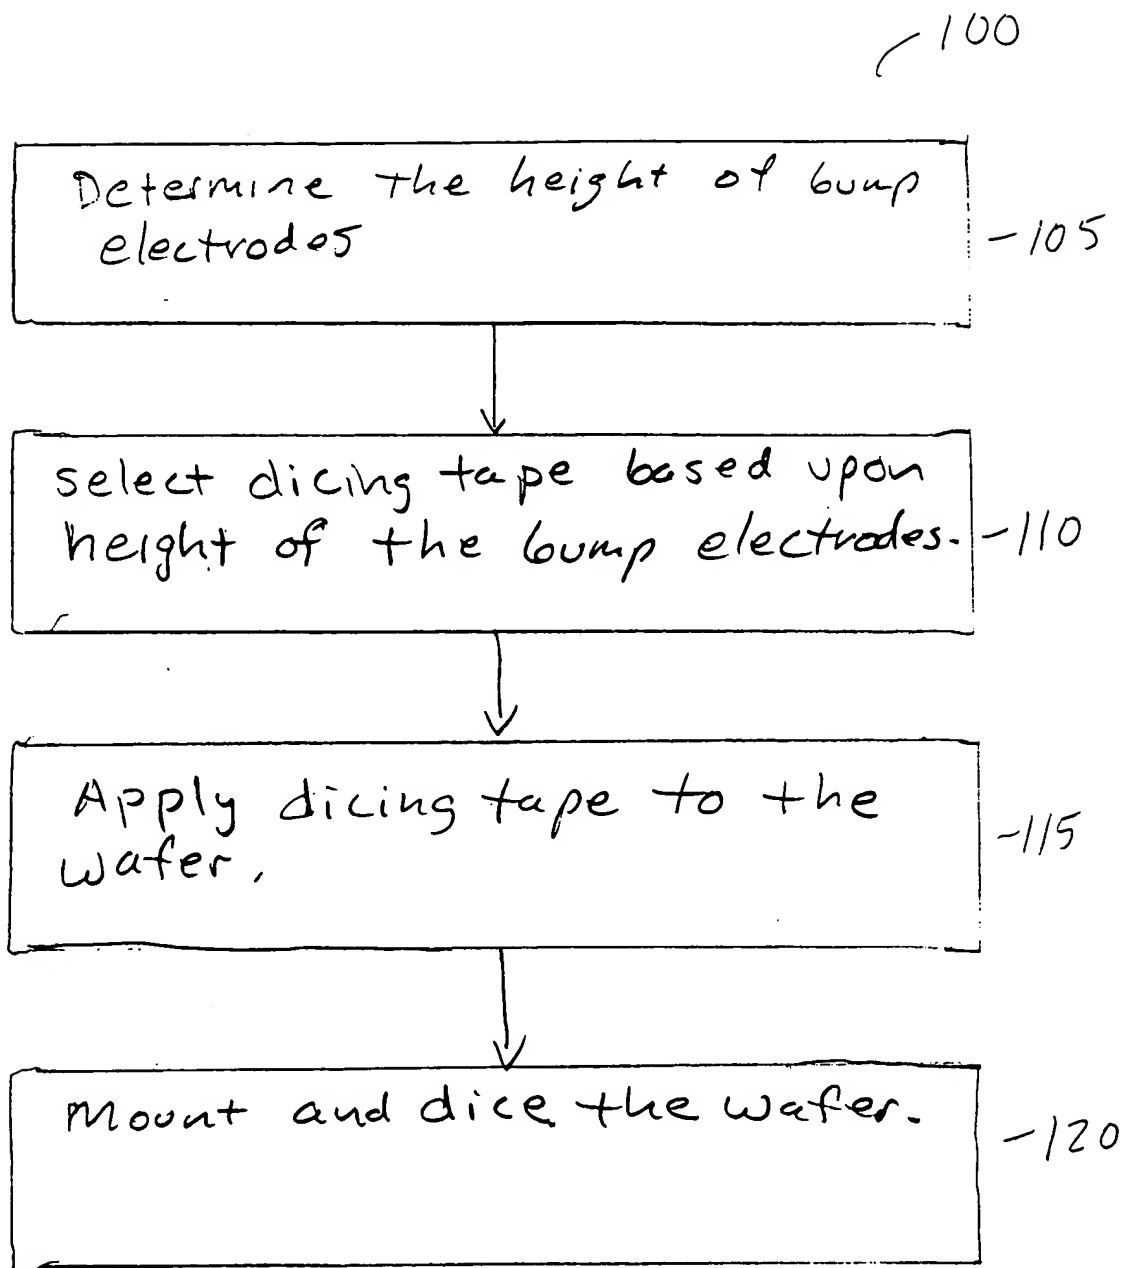 100
Determine the height of bump
electrodes
-105
select dicing tape based upon
height of the bump electrodes.
-110
Apply dicing tape to the
wafer.
-115
Mount and dice the wafer.
-120